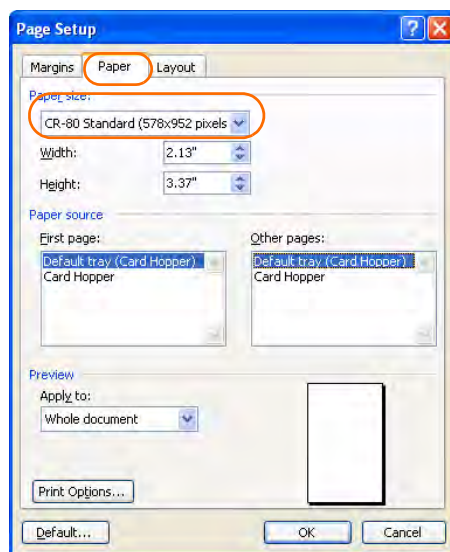 Page Setup
Margins Paper Layout
Paper size:
CR-80 Standard (578x952 pixels
Width: 2.13"
Height: 3.37"
Paper source
First page: Other pages:
Default tray (Card Hopper) Default tray (Card Hopper)
Card Hopper Card Hopper
Preview
Apply to:
Whole document
Print Options...
Default... OK Cancel